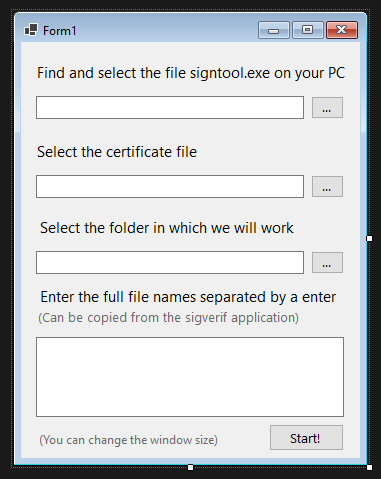 Form1
Find and select the file signtool.exe on your PC
...
Select the certificate file
...
Select the folder in which we will work
...
Enter the full file names separated by a enter
(Can be copied from the sigverif application)
(You can change the window size)
Start!